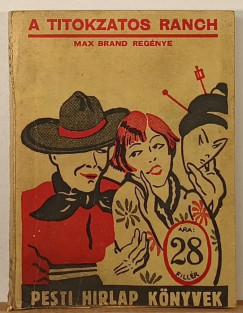 A TITOKZATOS RANCH
MAX BRAND REGÉNYE
ÁRA:
28
FILLÉR
PESTI HIRLAP KÖNYVEK